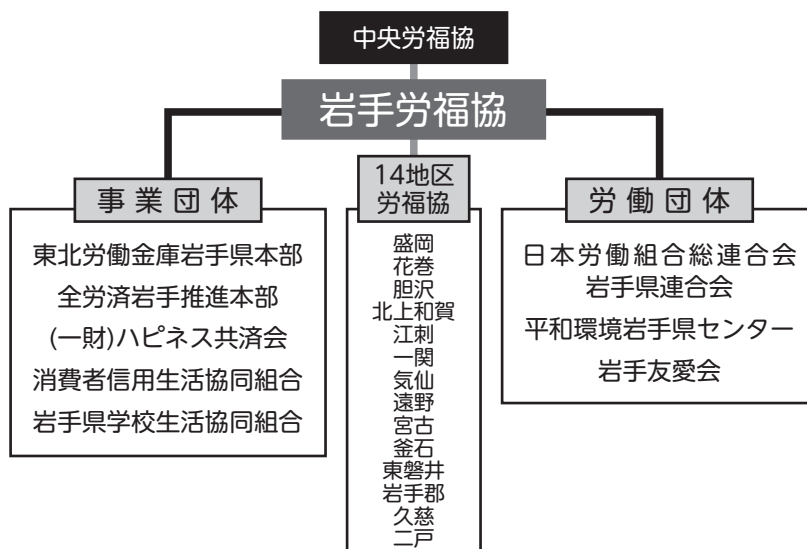 中央労福協
岩手労福協
事業団体
東北労働金庫岩手県本部
全労済岩手推進本部
(一財)ハピネス共済会
消費者信用生活協同組合
岩手県学校生活協同組合
14地区
労福協
盛岡
花巻
胆沢
北上和賀
江刺
一関
気仙
遠野
宮古
釜石
東磐井
岩手郡
久慈
二戸
労働団体
日本労働組合総連合会
岩手県連合会
平和環境岩手県センター
岩手友愛会